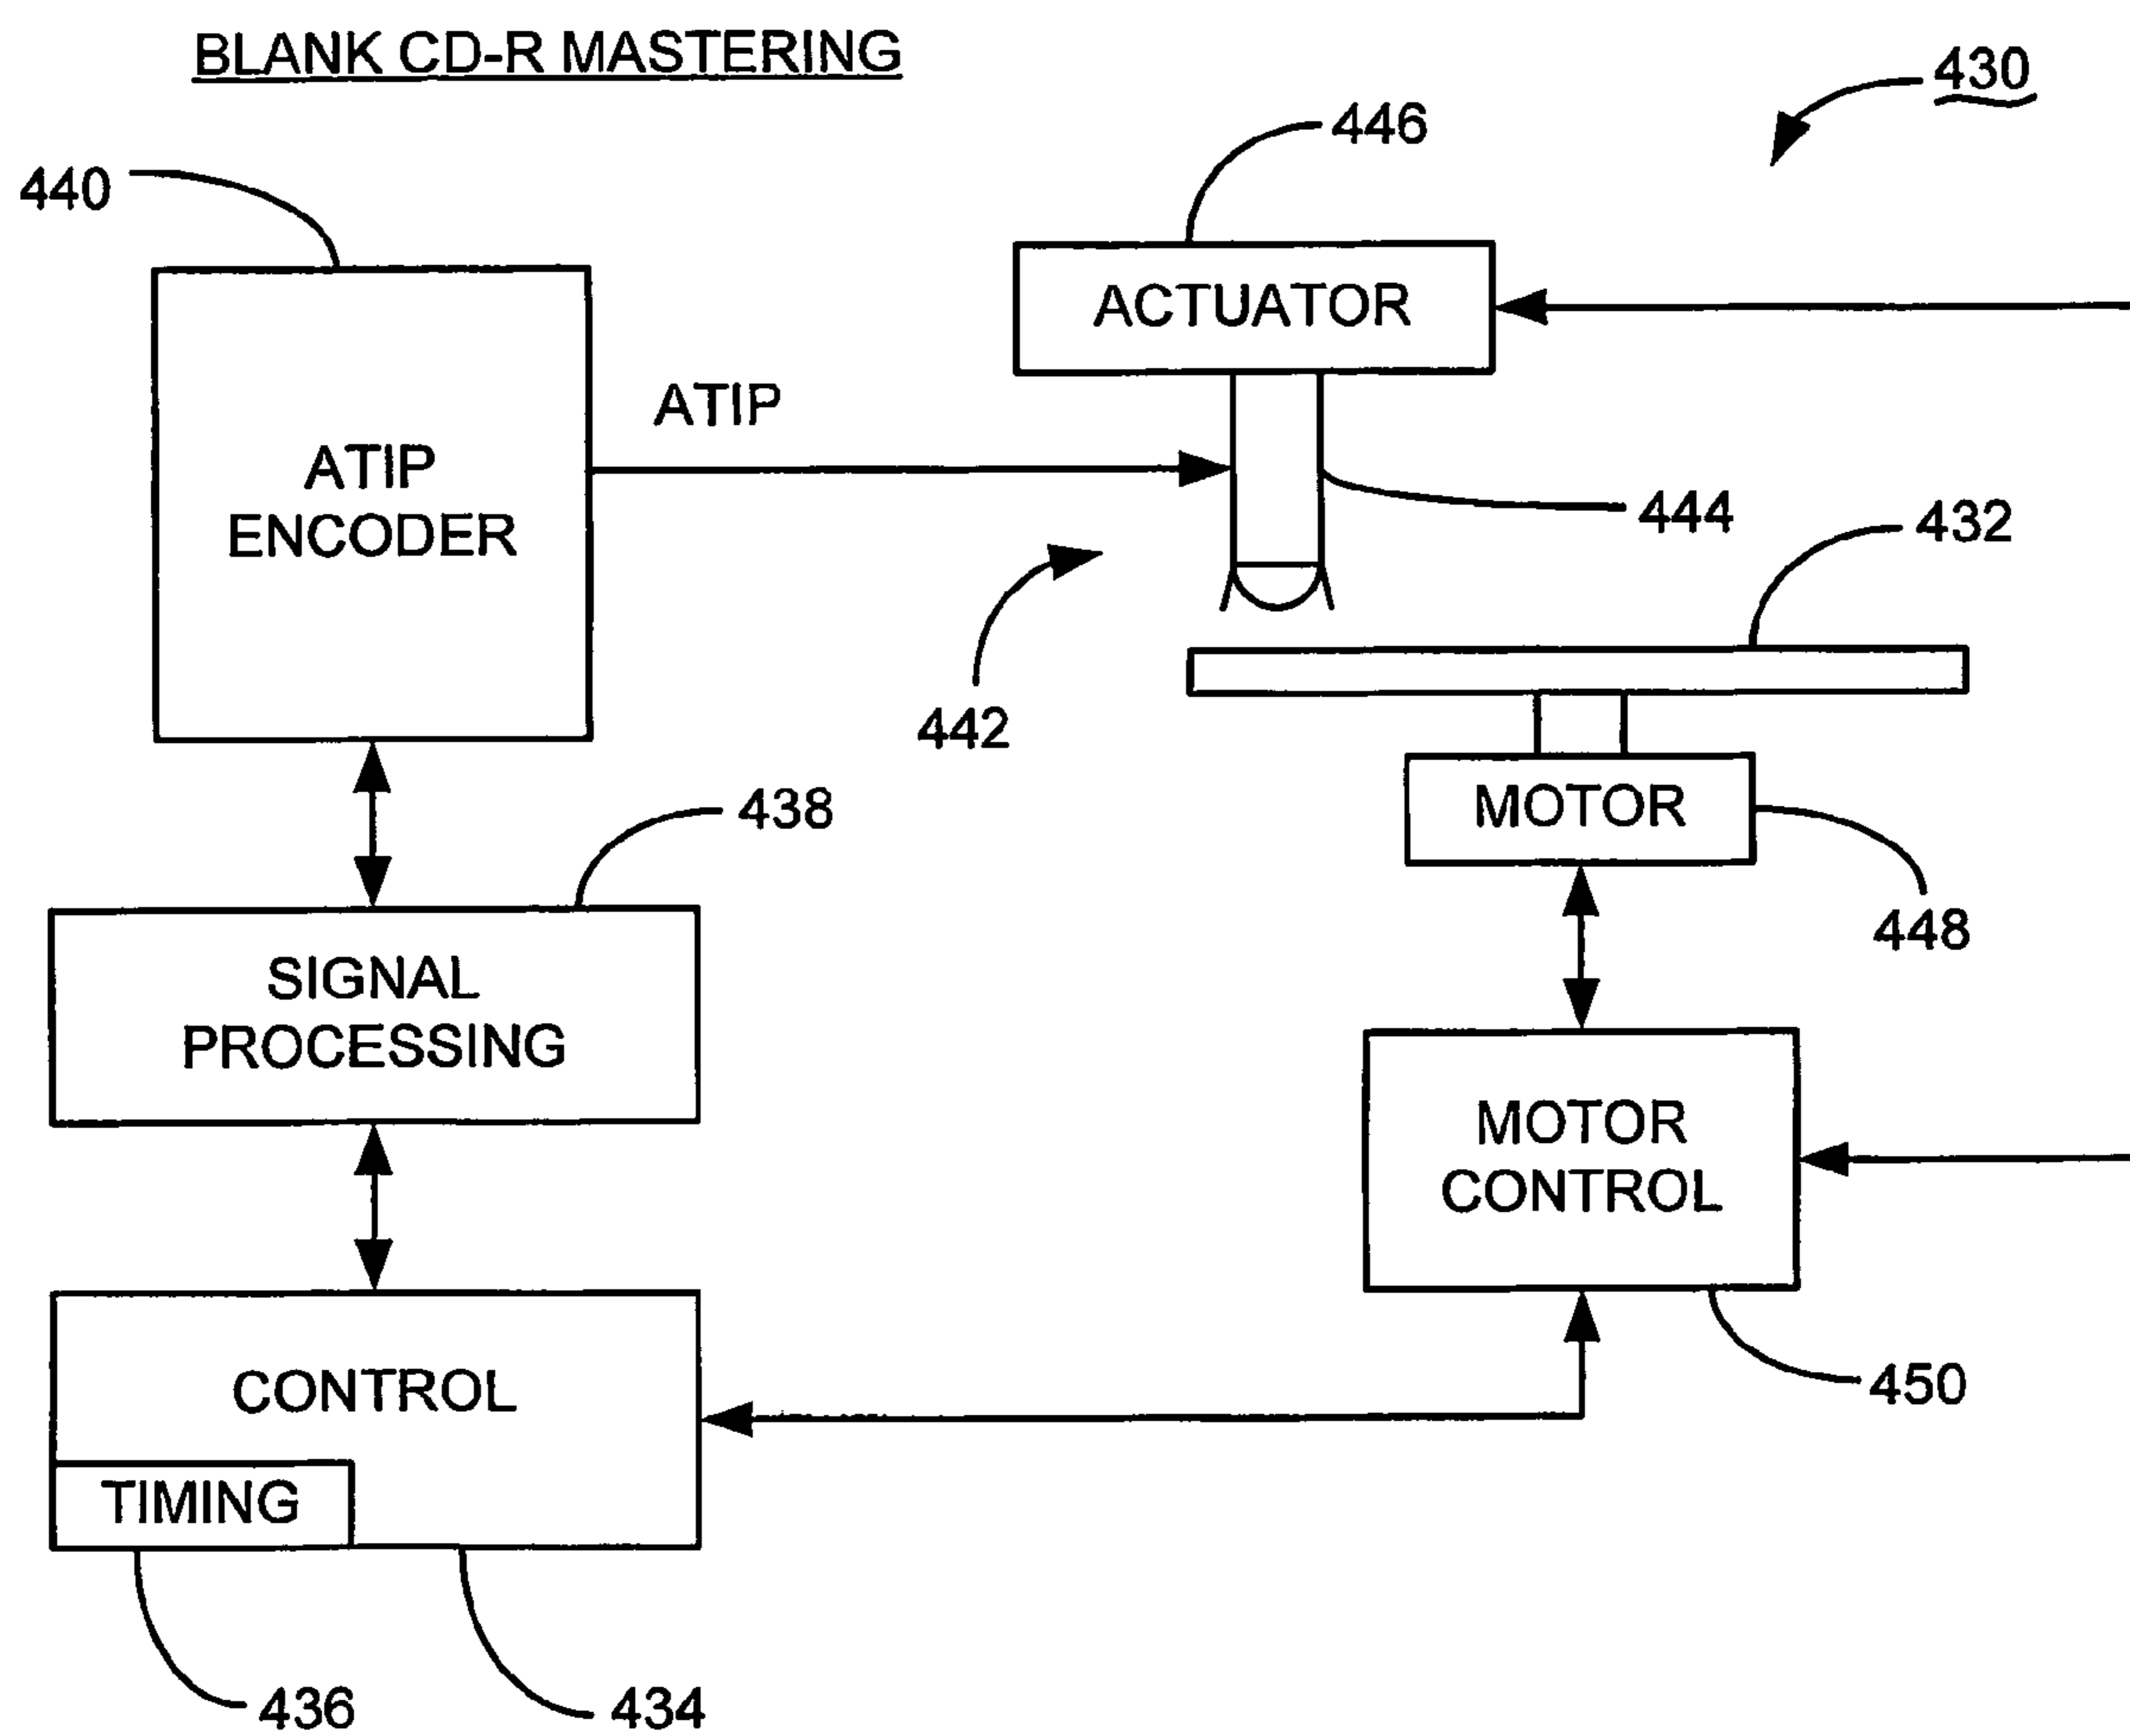 BLANK CD-R MASTERING
430
446
440
ACTUATOR
ATIP
ATIP
ENCODER
444
432
442
MOTOR
438
448
SIGNAL
PROCESSING
MOTOR
CONTROL
450
CONTROL
TIMING
436
434